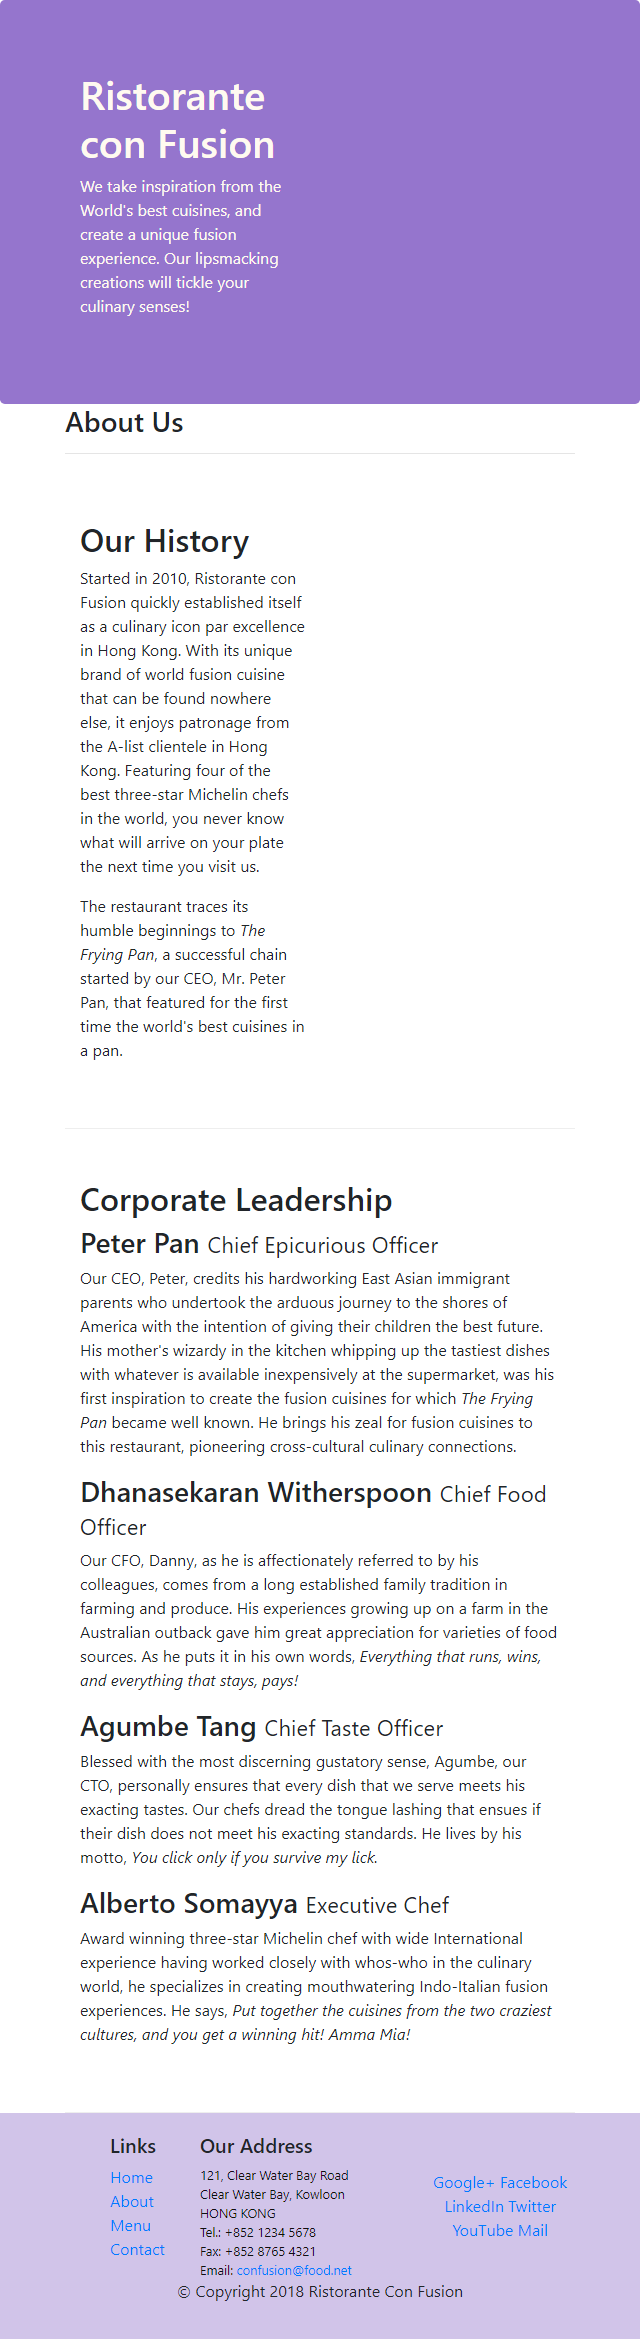 Ristorante
con Fusion
We take inspiration from the
World's best cuisines, and
create a unique fusion
experience. Our lipsmacking
creations will tickle your
culinary senses!
About Us
Our History
Started in 2010, Ristorante con
Fusion quickly established itself
as a culinary icon par excellence
in Hong Kong. With its unique
brand of world fusion cuisine
that can be found nowhere
else, it enjoys patronage from
the A-list clientele in Hong
Kong. Featuring four of the
best three-star Michelin chefs
in the world, you never know
what will arrive on your plate
the next time you visit us.
The restaurant traces its
humble beginnings to The
Frying Pan, a successful chain
started by our CEO, Mr. Peter
Pan, that featured for the first
time the world's best cuisines in
a pan.
Corporate Leadership
Peter Pan Chief Epicurious Officer
Our CEO, Peter, credits his hardworking East Asian immigrant
parents who undertook the arduous journey to the shores of
America with the intention of giving their children the best future.
His mother's wizardy in the kitchen whipping up the tastiest dishes
with whatever is available inexpensively at the supermarket, was his
first inspiration to create the fusion cuisines for which The Frying
Pan became well known. He brings his zeal for fusion cuisines to
this restaurant, pioneering cross-cultural culinary connections.
Dhanasekaran Witherspoon Chief Food
Officer
Our CFO, Danny, as he is affectionately referred to by his
colleagues, comes from a long established family tradition in
farming and produce. His experiences growing up on a farm in the
Australian outback gave him great appreciation for varieties of food
sources. As he puts it in his own words, Everything that runs, wins,
and everything that stays, pays!
Agumbe Tang Chief Taste Officer
Blessed with the most discerning gustatory sense, Agumbe, our
CTO, personally ensures that every dish that we serve meets his
exacting tastes. Our chefs dread the tongue lashing that ensues if
their dish does not meet his exacting standards. He lives by his
motto, You click only if you survive my lick.
Alberto Somayya Executive Chef
Award winning three-star Michelin chef with wide International
experience having worked closely with whos-who in the culinary
world, he specializes in creating mouthwatering Indo-Italian fusion
experiences. He says, Put together the cuisines from the two craziest
cultures, and you get a winning hit! Amma Mia!
Links
Home
About
Menu
Contact
Our Address
121, Clear Water Bay Road
Clear Water Bay, Kowloon
HONG KONG
Tel.: +852 1234 5678
Fax: +852 8765 4321
Email: confusion@food.net
Google+ Facebook
LinkedIn Twitter
YouTube Mail
© Copyright 2018 Ristorante Con Fusion